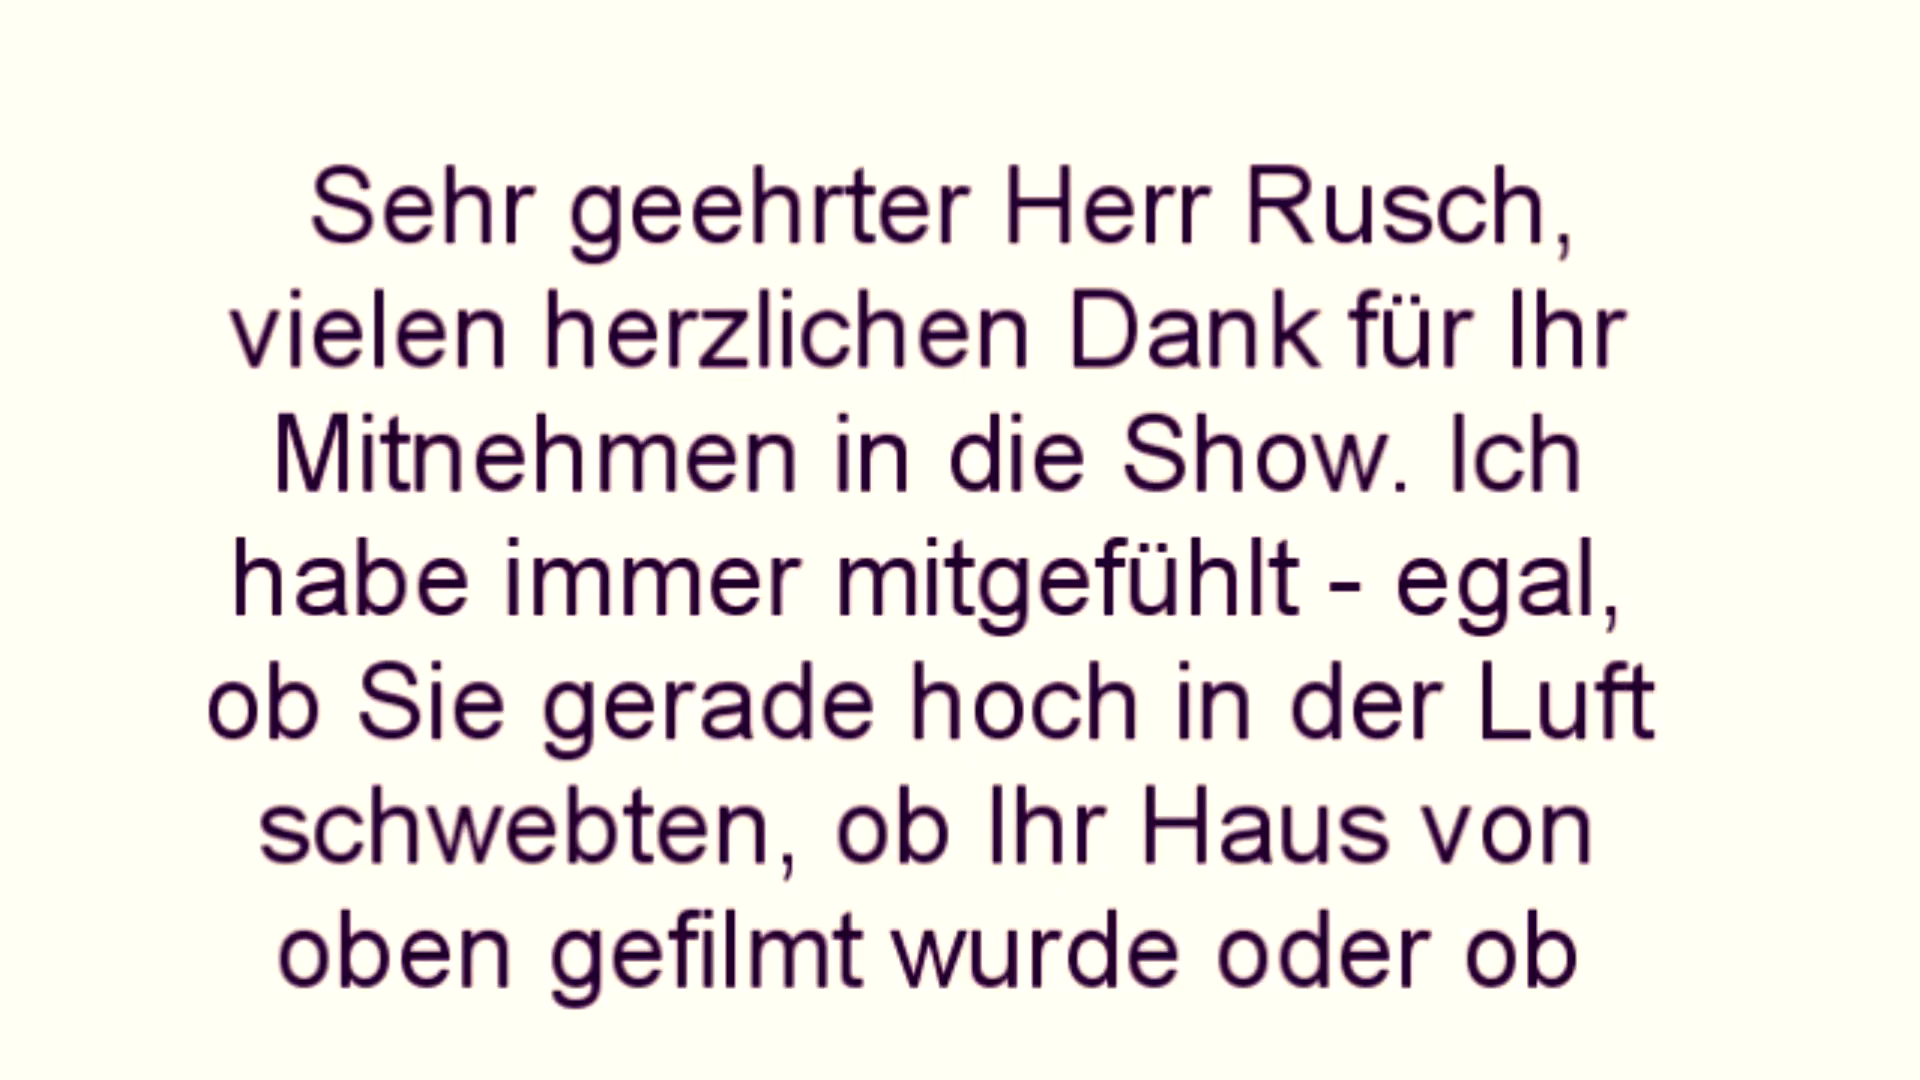 Sehr geehrter Herr Rusch,
vielen herzlichen Dank für Ihr
Mitnehmen in die Show. Ich
habe immer mitgefühlt - egal,
ob Sie gerade hoch in der Luft
schwebten, ob Ihr Haus von
oben gefilmt wurde oder ob